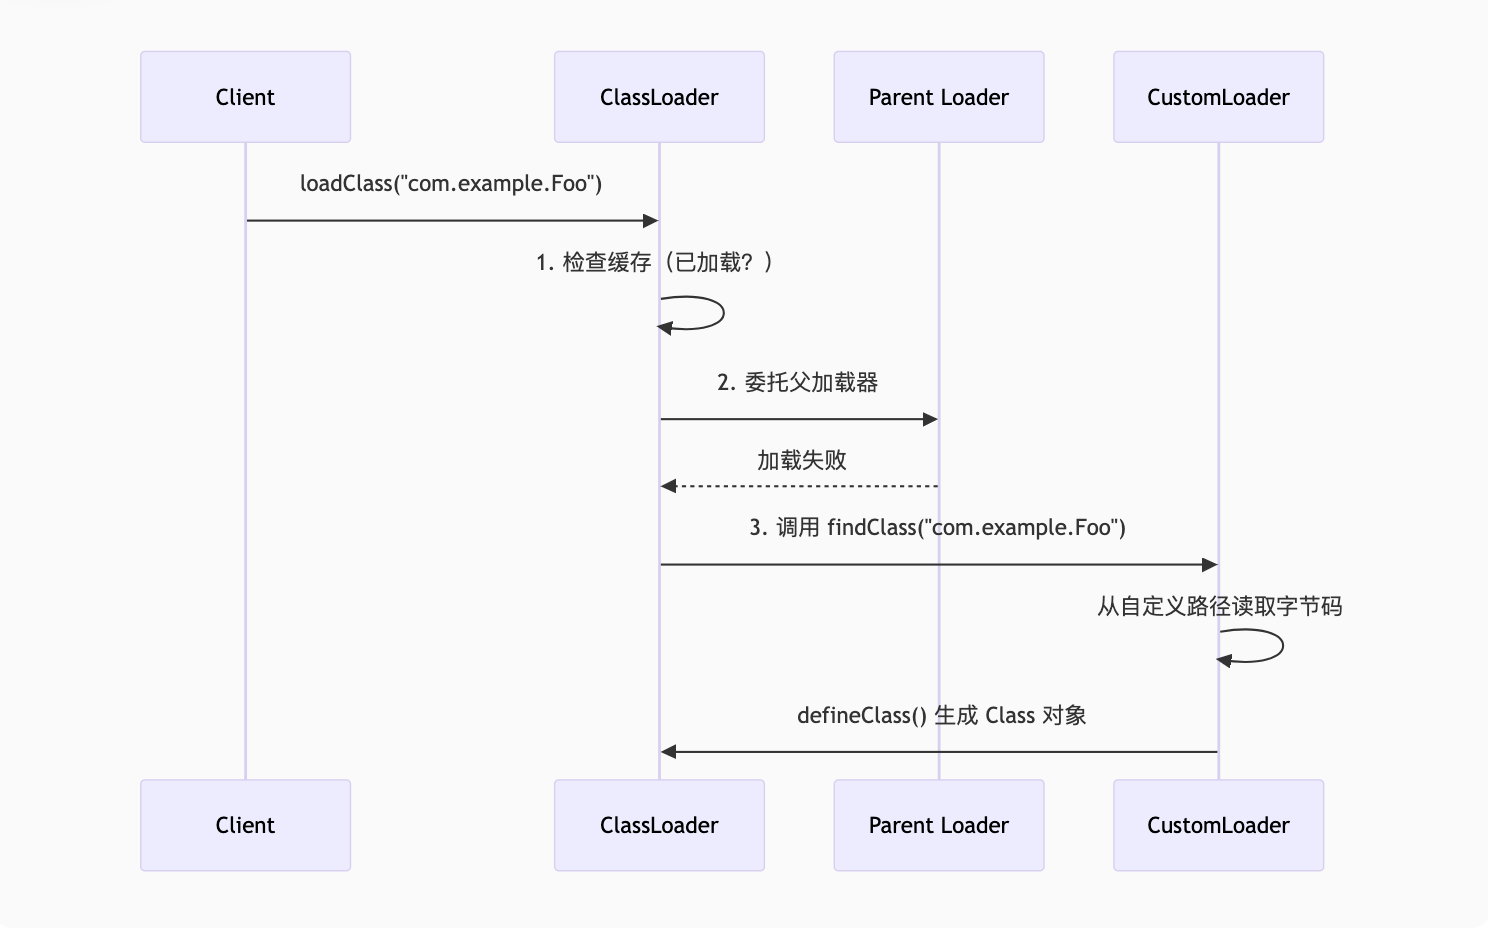 Client
ClassLoader
Parent Loader
CustomLoader
loadClass("com.example.Foo")
1. 检查缓存（已加载？）
2. 委托父加载器
加载失败
3. 调用 findClass("com.example.Foo")
从自定义路径读取字节码
defineClass() 生成 Class 对象
Client
ClassLoader
Parent Loader
CustomLoader